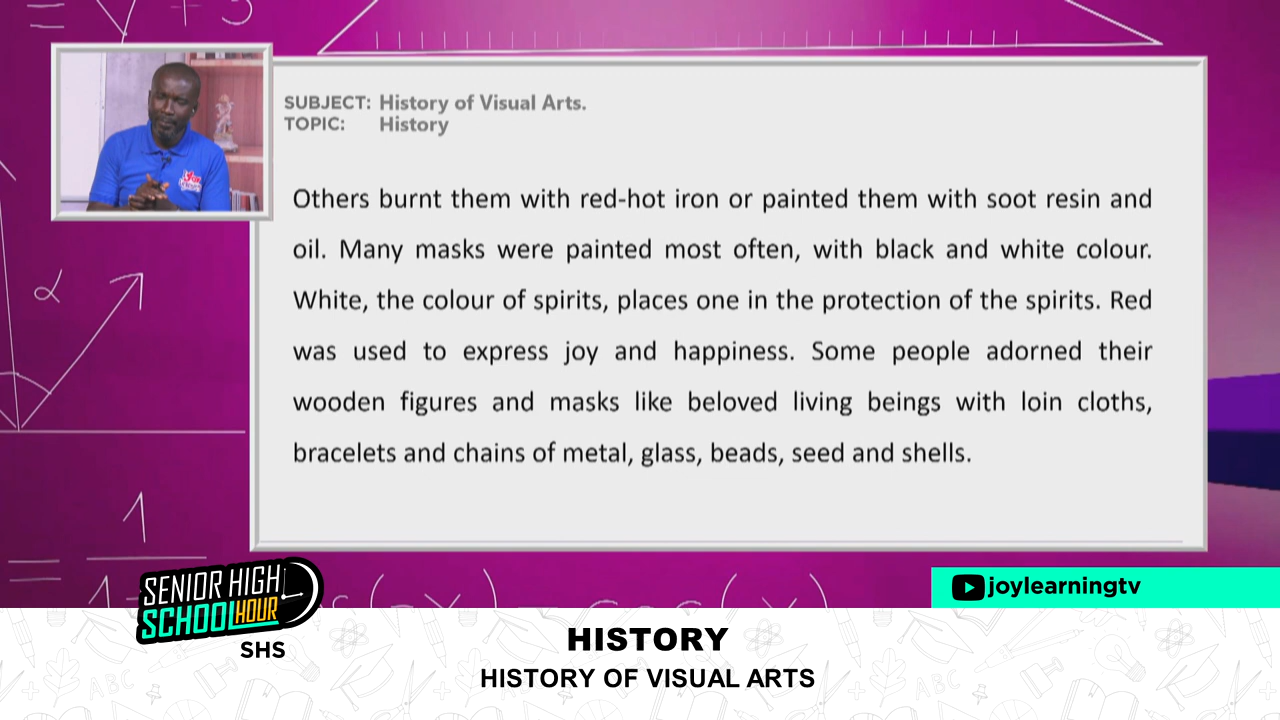 SUBJECT: History of Visual Arts.
TOPIC: History
Others burnt them with red-hot iron or painted them with soot resin and
oil. Many masks were painted most often, with black and white colour.
White, the colour of spirits, places one in the protection of the spirits. Red
was used to express joy and happiness. Some people adorned their
wooden figures and masks like beloved living beings with loin cloths,
bracelets and chains of metal, glass, beads, seed and shells.
SENIOR HIGH
SCHOOL HOUR
SHS
joylearningtv
HISTORY
HISTORY OF VISUAL ARTS